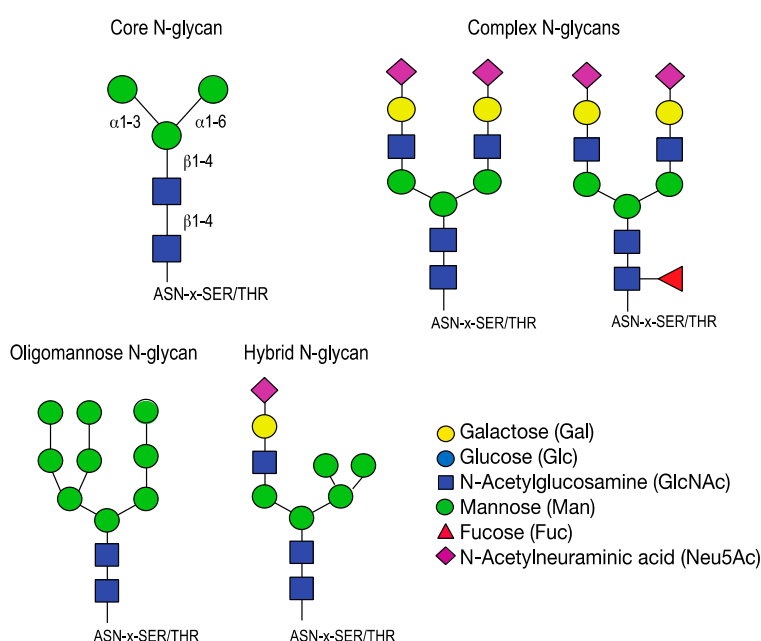 Core N-glycan
α1-3
α1-6
β1-4
β1-4
ASN-x-SER/THR
Complex N-glycans
ASN-x-SER/THR
ASN-x-SER/THR
Oligomannose N-glycan
ASN-x-SER/THR
Hybrid N-glycan
ASN-x-SER/THR
Galactose (Gal)
Glucose (Glc)
N-Acetylglucosamine (GlcNAc)
Mannose (Man)
Fucose (Fuc)
N-Acetylneuraminic acid (Neu5Ac)